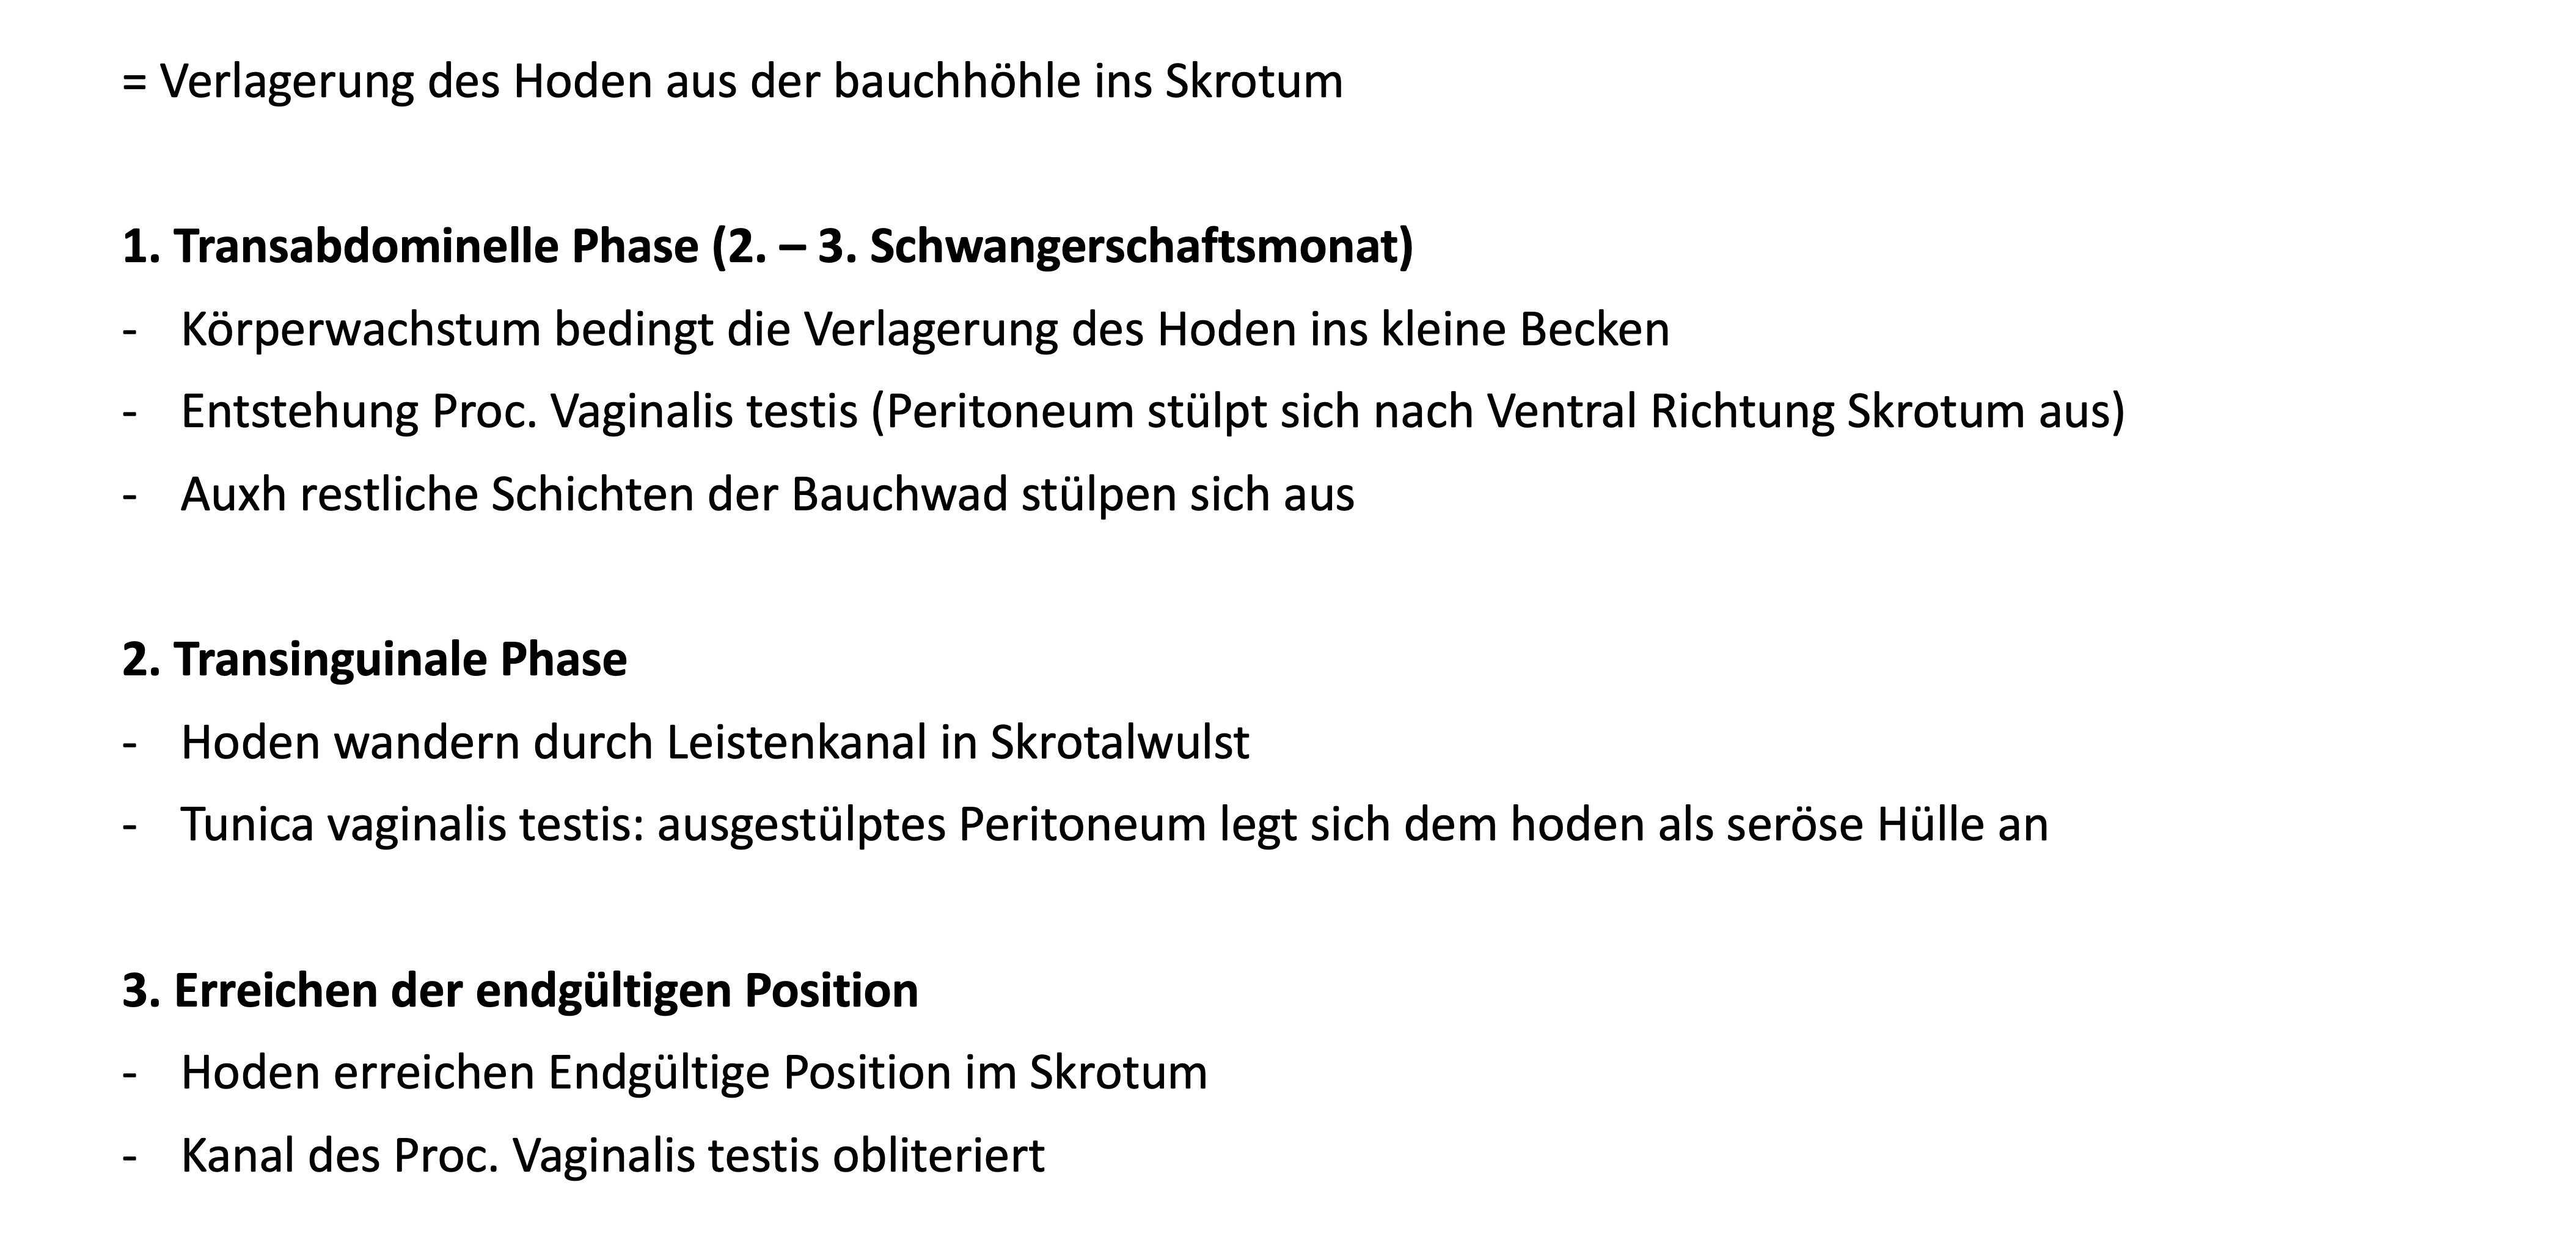 = Verlagerung des Hoden aus der bauchhöhle ins Skrotum
1. Transabdominelle Phase (2. – 3. Schwangerschaftsmonat)
- Körperwachstum bedingt die Verlagerung des Hoden ins kleine Becken
- Entstehung Proc. Vaginalis testis (Peritoneum stülpt sich nach Ventral Richtung Skrotum aus)
- Auxh restliche Schichten der Bauchwad stülpen sich aus
2. Transinguinale Phase
- Hoden wandern durch Leistenkanal in Skrotalwulst
- Tunica vaginalis testis: ausgestülptes Peritoneum legt sich dem hoden als seröse Hülle an
3. Erreichen der endgültigen Position
- Hoden erreichen Endgültige Position im Skrotum
- Kanal des Proc. Vaginalis testis obliteriert